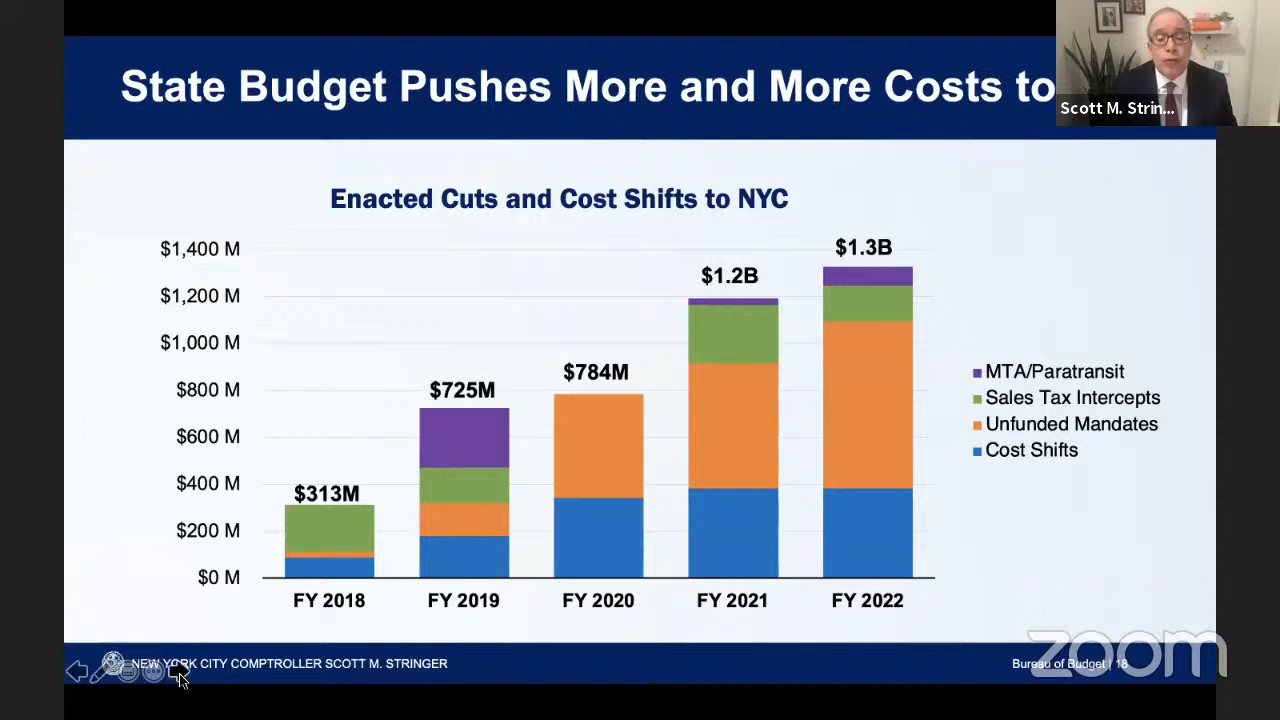 State Budget Pushes More and More Costs to
Scott M. Strin...
Enacted Cuts and Cost Shifts to NYC
$1,400 M
$1,200 M
$1,000 M
$800 M
$600 M
$400 M
$200 M
$0 M
$313M
$725M
$784M
$1.2B
$1.3B
FY 2018
FY 2019
FY 2020
FY 2021
FY 2022
MTA/Paratransit
Sales Tax Intercepts
Unfunded Mandates
Cost Shifts
NEW YORK CITY COMPTROLLER SCOTT M. STRINGER
Bureau of Budget | 18
zoom